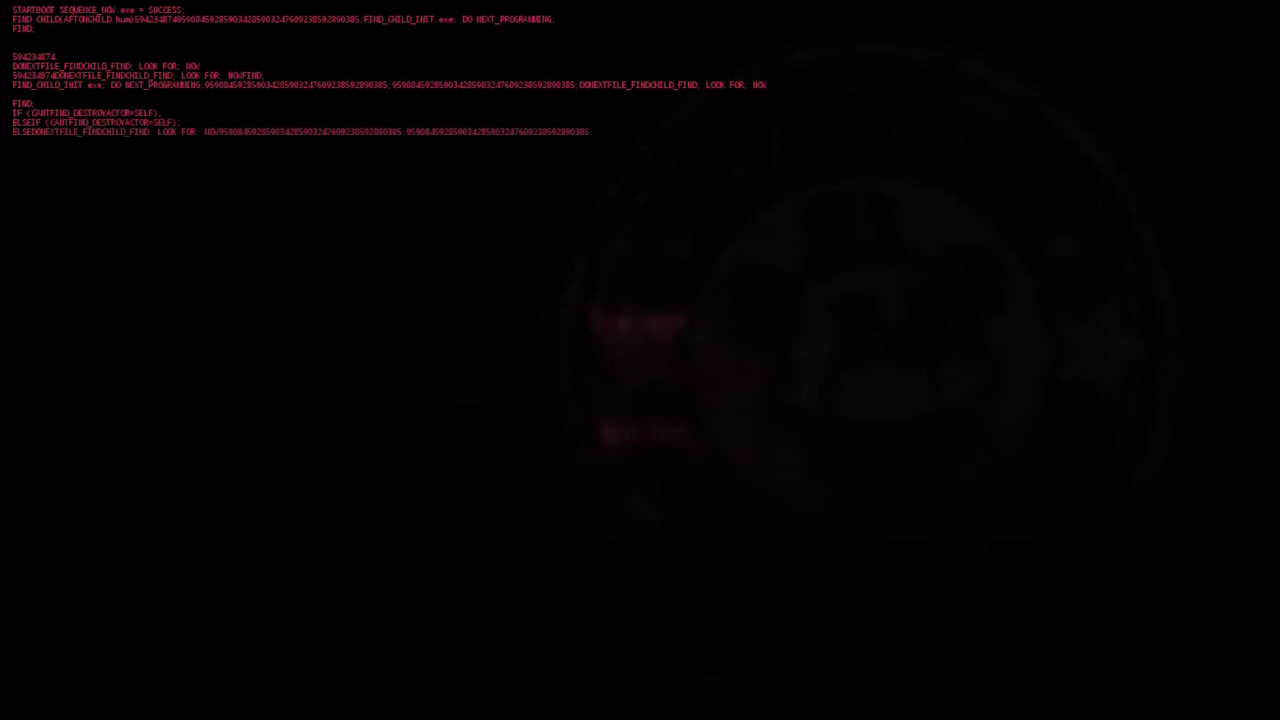 STARTBOOT SEQUENCE_NOW.exe = SUCCESS;
FIND CHILD(AFTONCHILD.hum)594234874959084592859034285903247609238592890385;FIND_CHILD_INIT.exe; DO NEXT_PROGRAMMING;
FIND;
594234874
DONEXTFILE_FINDCHILD_FIND; LOOK FOR; NOW
594234874DONEXTFILE_FINDCHILD_FIND; LOOK FOR; NOWFIND;
FIND_CHILD_INIT.exe; DO NEXT_PROGRAMMING;959084592859034285903247609238592890385;959084592859034285903247609238592890385;DONEXTFILE_FINDCHILD_FIND; LOOK FOR; NOW
FIND;
IF (CANTFIND_DESTROYACTOR=SELF);
ELSEIF (CANTFIND_DESTROYACTOR=SELF);
ELSEDONEXTFILE_FINDCHILD_FIND; LOOK FOR; NOW959084592859034285903247609238592890385;959084592859034285903247609238592890385